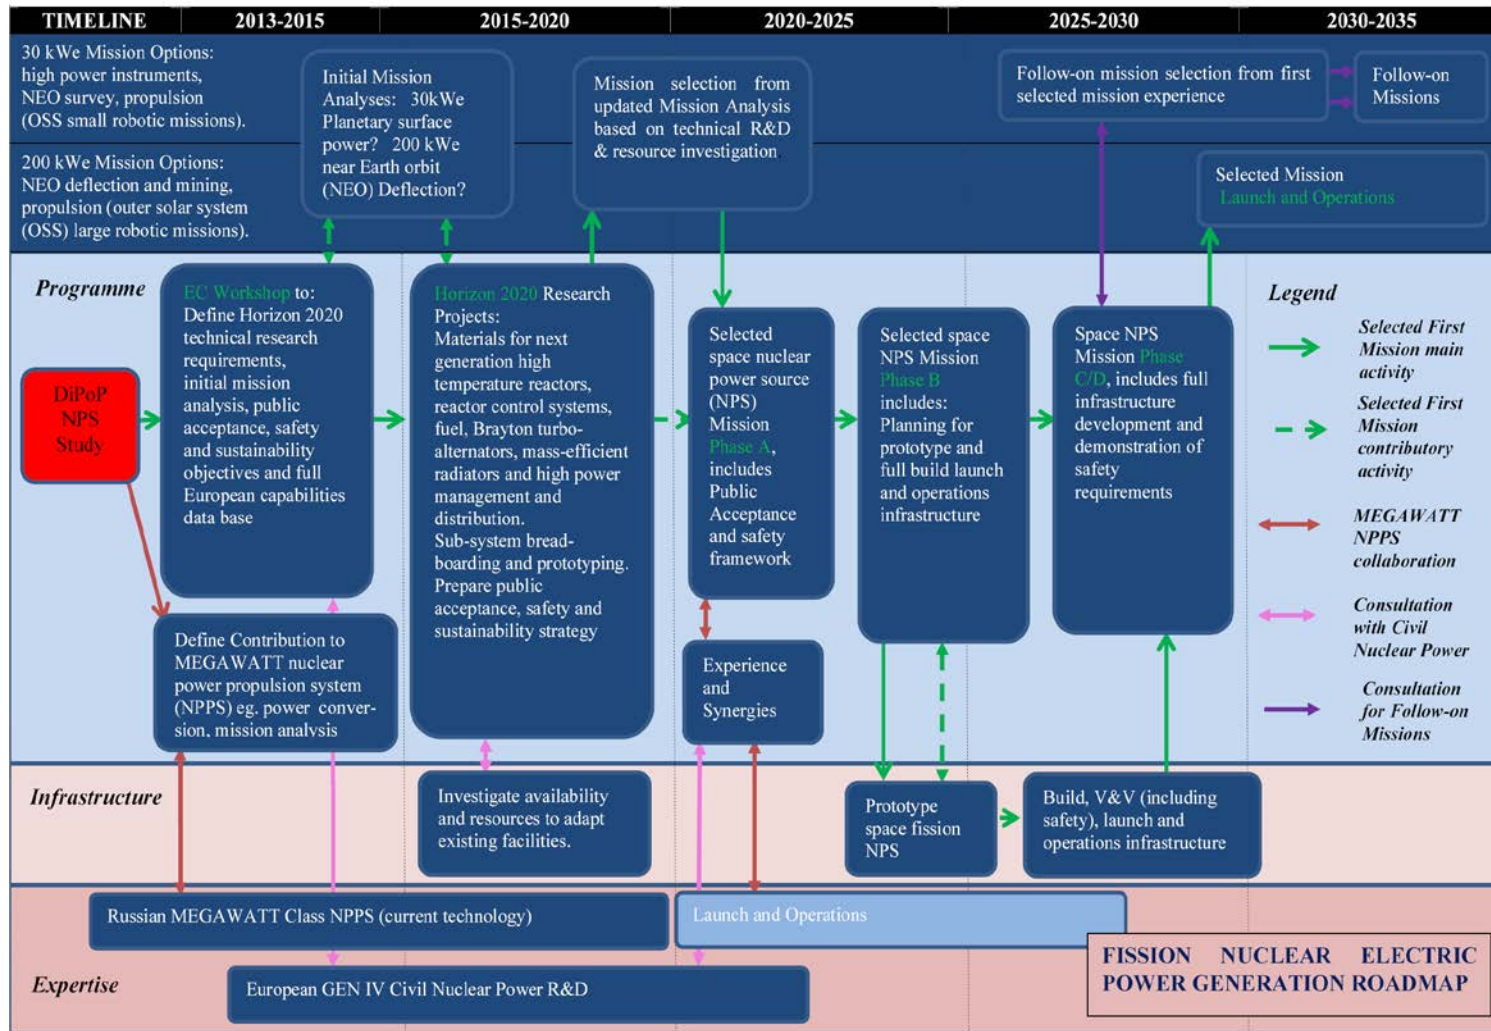 TIMELINE 2013-2015 2015-2020 2020-2025 2025-2030 2030-2035
30 kWe Mission Options:
high power instruments,
NEO survey, propulsion
(OSS small robotic missions).
200 kWe Mission Options:
NEO deflection and mining,
propulsion (outer solar system
(OSS) large robotic missions).
Initial Mission
Analyses: 30kWe
Planetary surface
power? 200 kWe
near Earth orbit
(NEO) Deflection?
Mission selection from
updated Mission Analysis
based on technical R&D
& resource investigation
Follow-on mission selection from first
selected mission experience
Follow-on
Missions
Selected Mission
Launch and Operations
Programme
DiPoP
NPS
Study
EC Workshop to:
Define Horizon 2020
technical research
requirements,
initial mission
analysis, public
acceptance, safety
and sustainability
objectives and full
European capabilities
data base
Horizon 2020 Research
Projects:
Materials for next
generation high
temperature reactors,
reactor control systems,
fuel, Brayton turbo-
alternators, mass-efficient
radiators and high power
management and
distribution.
Sub-system bread-
boarding and prototyping.
Prepare public
acceptance, safety and
sustainability strategy
Selected
space nuclear
power source
(NPS)
Mission
Phase A,
includes
Public
Acceptance
and safety
framework
Selected space
NPS Mission
Phase B
includes:
Planning for
prototype and
full build launch
and operations
infrastructure
Space NPS
Mission Phase
C/D, includes full
infrastructure
development and
demonstration of
safety
requirements
Legend
Selected First
Mission main
activity
Selected First
Mission
contributory
activity
MEGAWATT
NPPS
collaboration
Consultation
with Civil
Nuclear Power
Consultation
for Follow-on
Missions
Define Contribution to
MEGAWATT nuclear
power propulsion system
(NPPS) eg. power conver-
sion, mission analysis
Experience
and
Synergies
Infrastructure
Investigate availability
and resources to adapt
existing facilities.
Prototype
space fission
NPS
Build, V&V (including
safety), launch and
operations infrastructure
Russian MEGAWATT Class NPPS (current technology)
Launch and Operations
Expertise
European GEN IV Civil Nuclear Power R&D
FISSION NUCLEAR ELECTRIC
POWER GENERATION ROADMAP